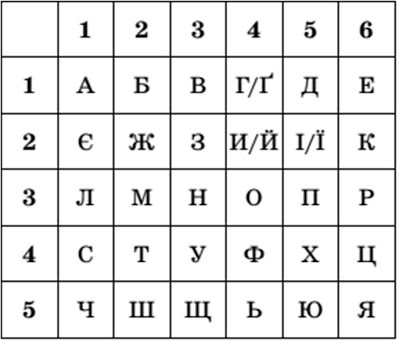 1 2 3 4 5 6
1 А Б В Г/Ґ Д Е
2 Є Ж З И/Й І/Ї К
3 Л М Н О П Р
4 С Т У Ф Х Ц
5 Ч Ш Щ Ь Ю Я